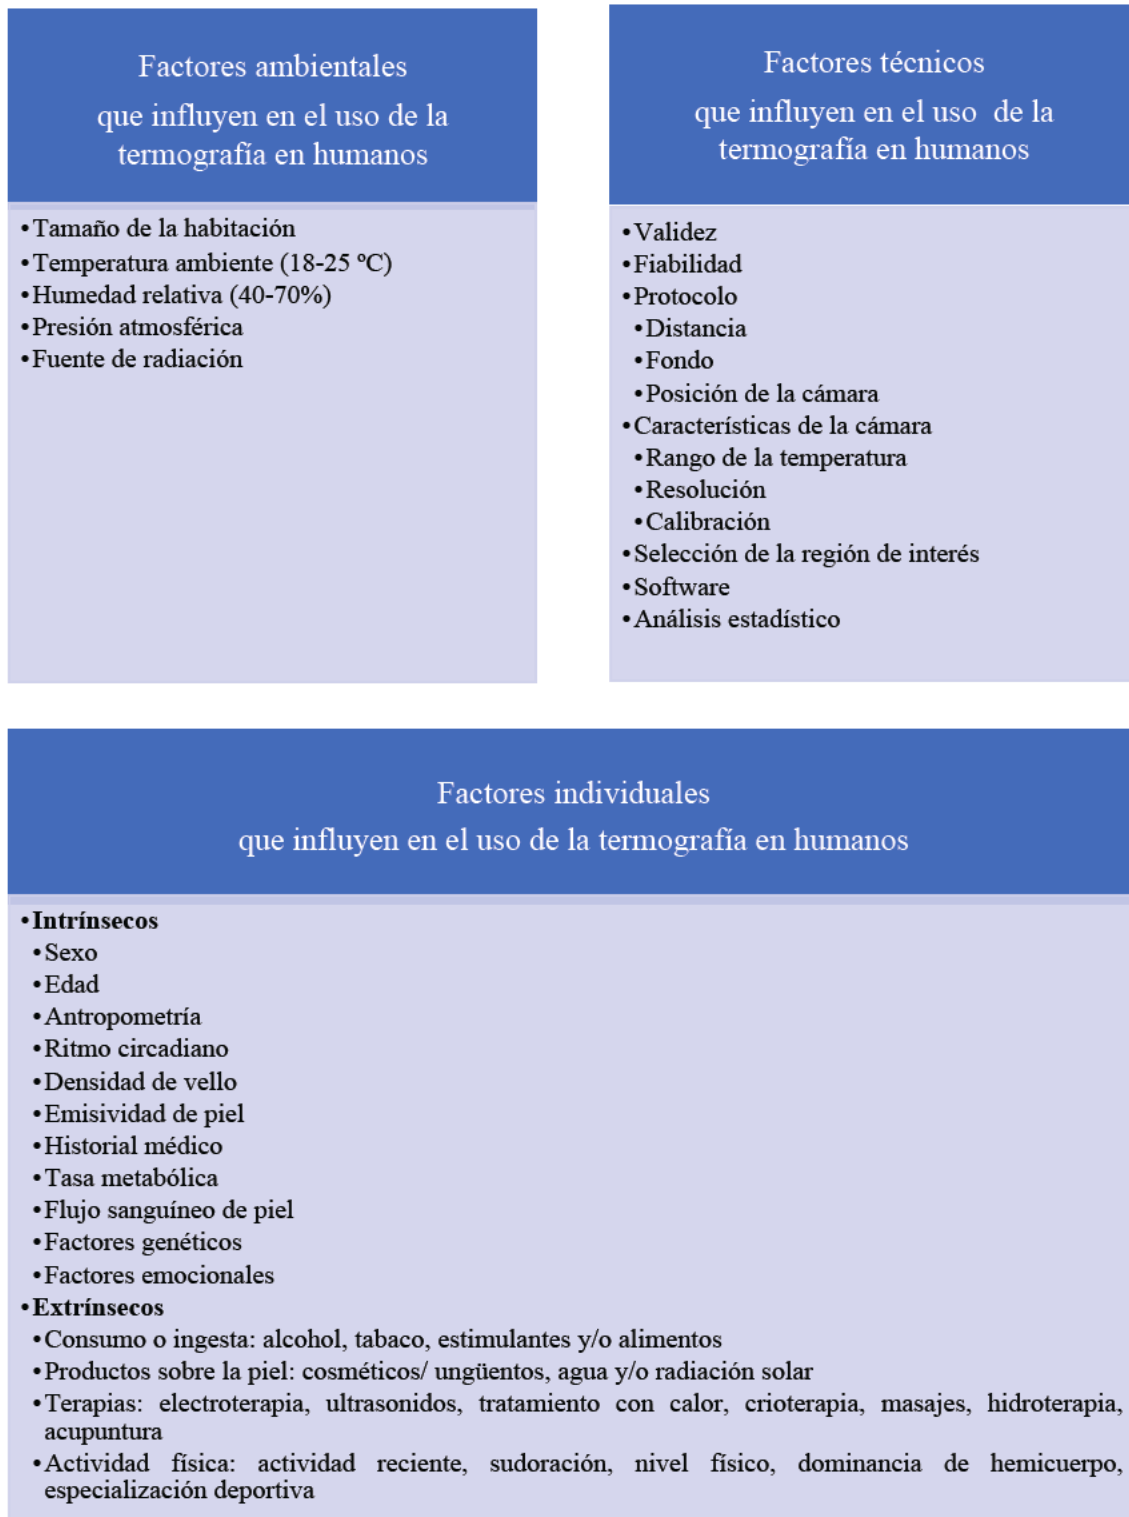 Factores ambientales
que influyen en el uso de la
termografía en humanos
•Tamaño de la habitación
•Temperatura ambiente (18-25 ºC)
•Humedad relativa (40-70%)
•Presión atmosférica
•Fuente de radiación
Factores técnicos
que influyen en el uso de la
termografía en humanos
•Validez
•Fiabilidad
•Protocolo
•Distancia
•Fondo
•Posición de la cámara
•Características de la cámara
•Rango de la temperatura
•Resolución
•Calibración
•Selección de la región de interés
•Software
•Análisis estadístico
Factores individuales
que influyen en el uso de la termografía en humanos
•Intrínsecos
•Sexo
•Edad
•Antropometría
•Ritmo circadiano
•Densidad de vello
•Emisividad de piel
•Historial médico
•Tasa metabólica
•Flujo sanguíneo de piel
•Factores genéticos
•Factores emocionales
•Extrínsecos
•Consumo o ingesta: alcohol, tabaco, estimulantes y/o alimentos
•Productos sobre la piel: cosméticos/ ungüentos, agua y/o radiación solar
•Terapias: electroterapia, ultrasonidos, tratamiento con calor, crioterapia, masajes, hidroterapia,
acupuntura
•Actividad física: actividad reciente, sudoración, nivel físico, dominancia de hemicuerpo,
especialización deportiva